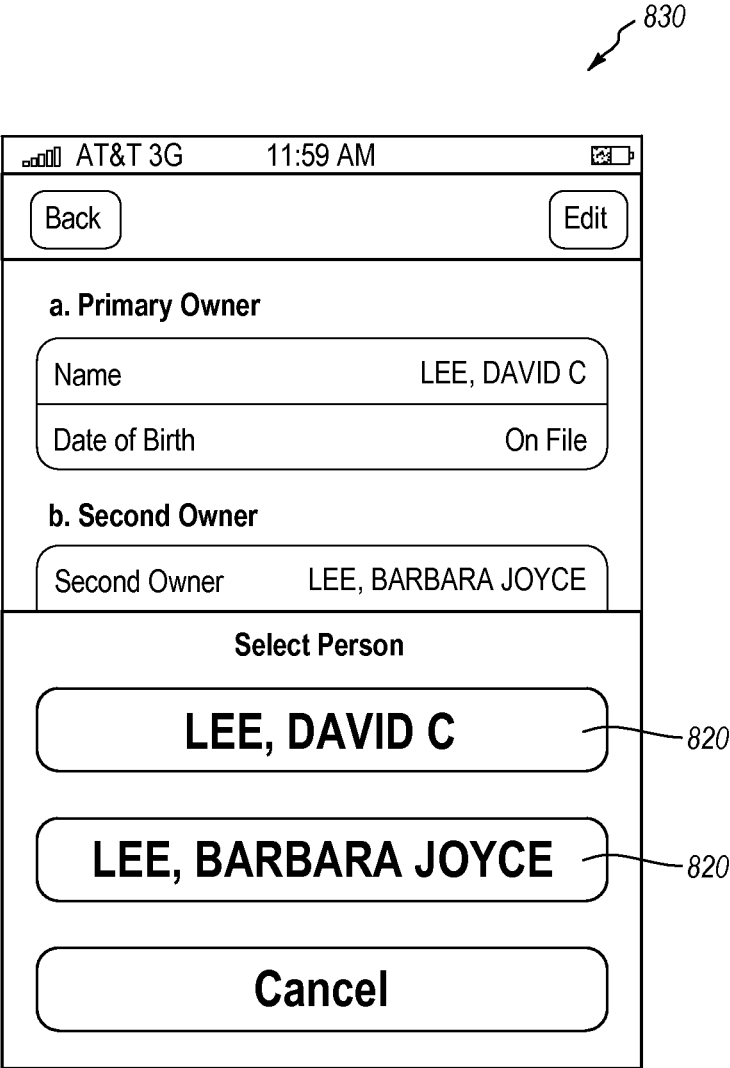 830
AT&T 3G 11:59 AM
Back Edit
a. Primary Owner
Name LEE, DAVID C
Date of Birth On File
b. Second Owner
Second Owner LEE, BARBARA JOYCE
Select Person
LEE, DAVID C 820
LEE, BARBARA JOYCE 820
Cancel